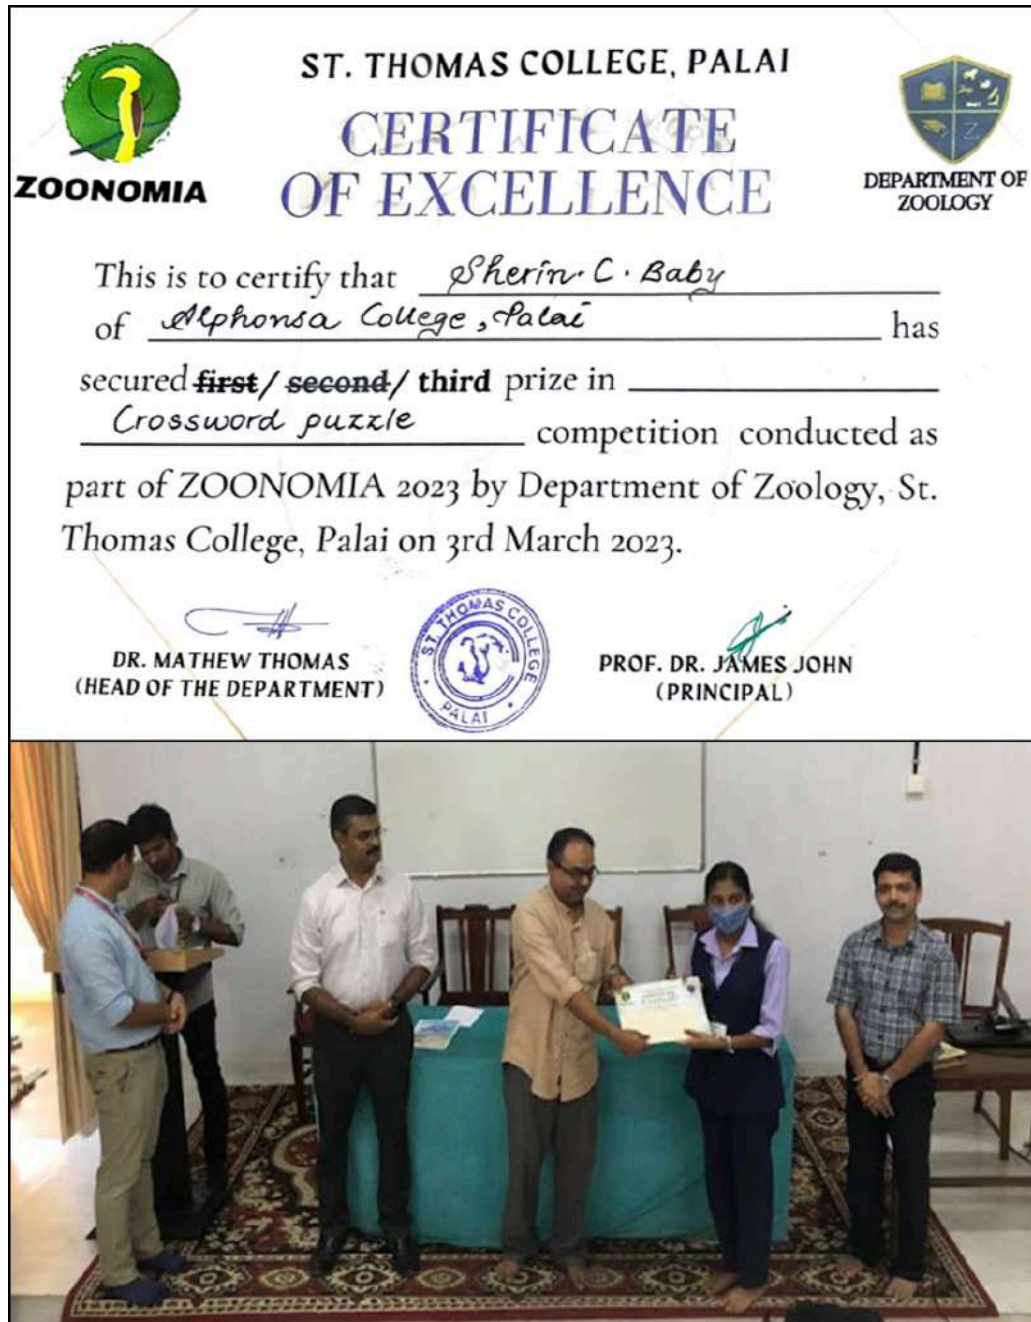 ST. THOMAS COLLEGE, PALAI
CERTIFICATE
OF EXCELLENCE
ZOONOMIA
Z
DEPARTMENT OF
ZOOLOGY
This is to certify that Sherin. C. Baby
of Alphonsa College, Palai has
secured first/ second/ third prize in
Crossword puzzle competition conducted as
part of ZOONOMIA 2023 by Department of Zoology, St.
Thomas College, Palai on 3rd March 2023.
DR. MATHEW THOMAS
(HEAD OF THE DEPARTMENT)
ST. THOMAS COLLEGE
PALAI
PROF. DR. JAMES JOHN
(PRINCIPAL)